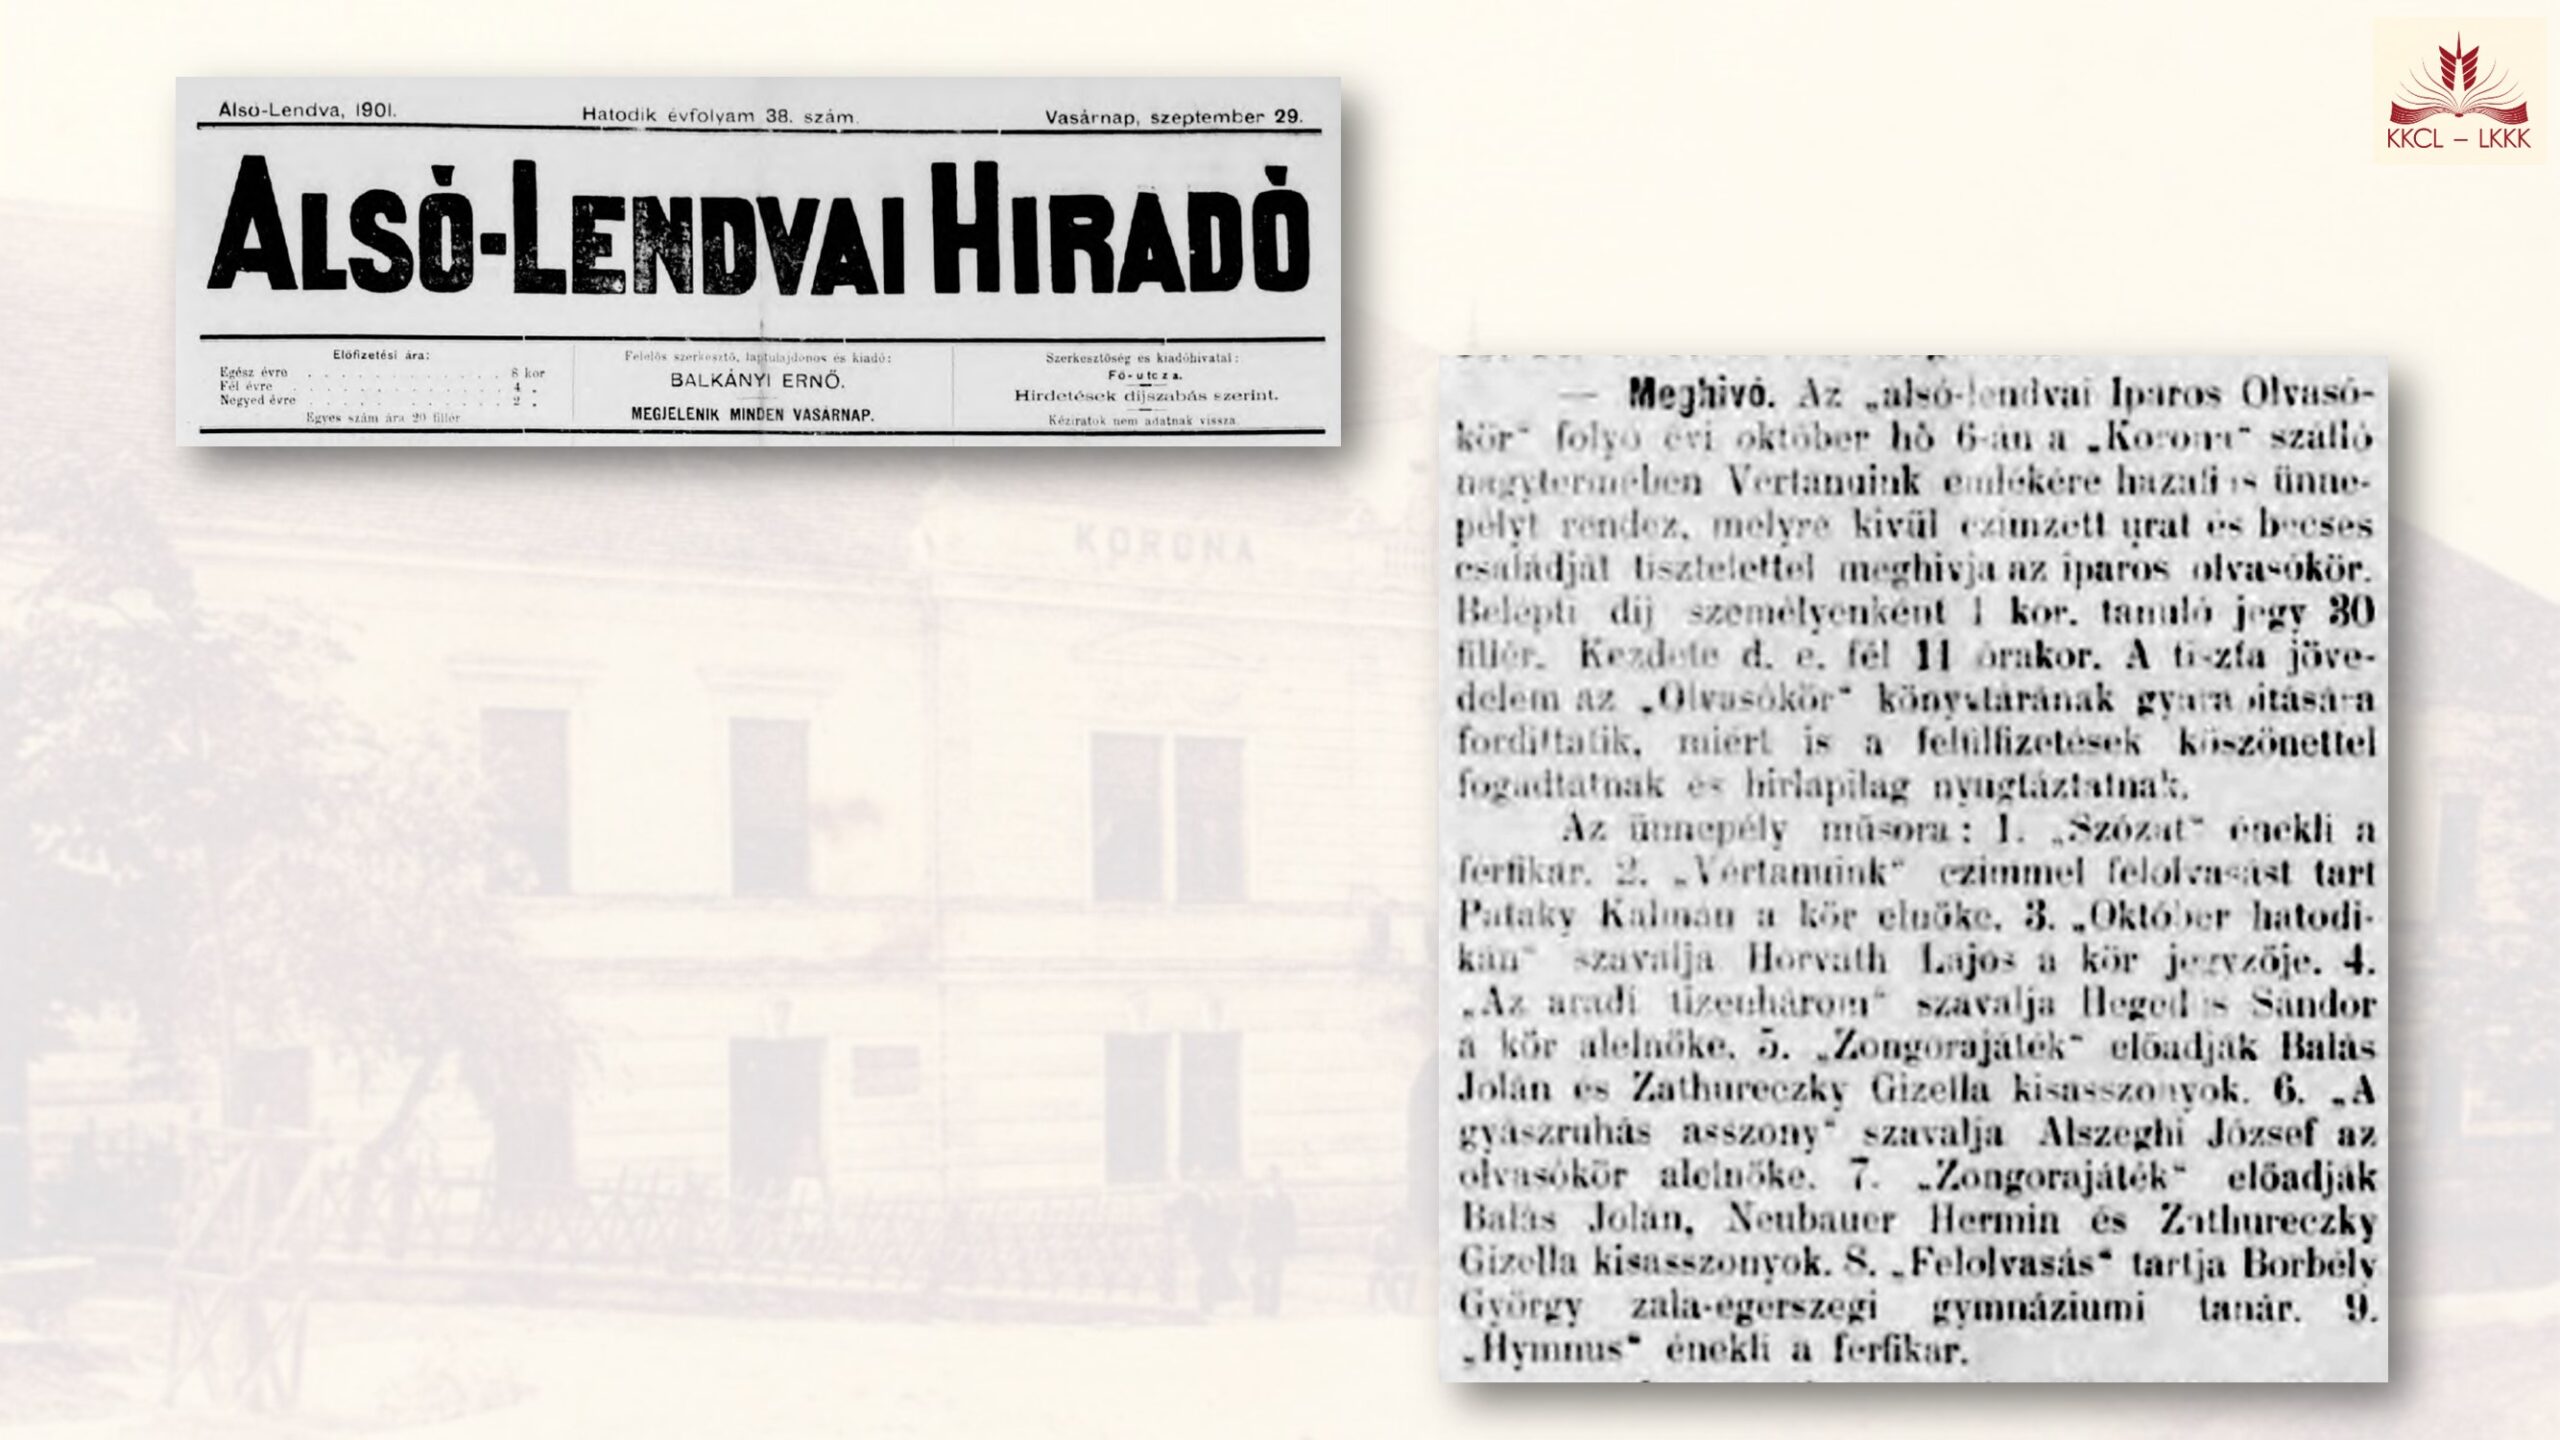 Alsó-Lendva, 1901.
Hatodik évfolyam 38. szám.
Vasárnap, szeptember 29.
ALSÓ-LENDVAI HIRADÓ
Előfizetési ára:
Egész évre . . . . . . . . . . . . 8 kor
Fél évre . . . . . . . . . . . . 4 „
Negyed évre . . . . . . . . . . . . 2 „
Egyes szám ára 20 fillér
Felelős szerkesztő, laptulajdonos és kiadó:
BALKÁNYI ERNŐ.
MEGJELENIK MINDEN VASÁRNAP.
Szerkesztőség és kiadóhivatal:
Fő-utcza.
Hirdetések díjszabás szerint.
Kéziratok nem adatnak vissza.
KKCL – LKKK
KORONA
— Meghivó. Az „alsó-lendvai Iparos Olvasó-
kör“ folyó évi október hó 6-án a „Korona“ szálló
nagytermében Vértanuink emlékére hazafias ünne-
pélyt rendez, melyre kivül czimzett urat és becses
családját tisztelettel meghivja az iparos olvasókör.
Belépti dij személyenként 1 kor. tanuló jegy 30
fillér. Kezdete d. e. fél 11 órakor. A tiszta jöve-
delem az „Olvasókör“ könyvtárának gyarapitására
fordittatik, miért is a felülfizetések köszönettel
fogadtatnak és hirlapilag nyugtáztatnak.
Az ünnepély műsora: 1. „Szózat“ énekli a
férfikar. 2. „Vértanuink“ czimmel felolvasást tart
Pataky Kálmán a kör elnöke. 3. „Október hatodi-
kán“ szavalja Horváth Lajos a kör jegyzője. 4.
„Az aradi tizenhárom“ szavalja Hegedüs Sándor
a kör alelnöke. 5. „Zongorajáték“ előadják Balás
Jolán és Zathureczky Gizella kisasszonyok. 6. „A
gyászruhás asszony“ szavalja Alszeghi József az
olvasókör alelnöke. 7. „Zongorajáték“ előadják
Balás Jolán, Neubauer Hermin és Zathureczky
Gizella kisasszonyok. 8. „Felolvasás“ tartja Borbély
György zala-egerszegi gymnáziumi tanár. 9.
„Hymnus“ énekli a férfikar.